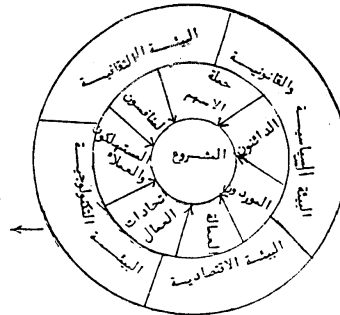 البيئة الثقافية
والقانونية
البيئة السياسية
البيئة الاقتصادية
البيئة التكنولوجية
حملة
الاسهم
الدائنون
الموردون
العمالة
اتحادات
العمال
المستهلكون
والعملاء
المنافسون
المشروع